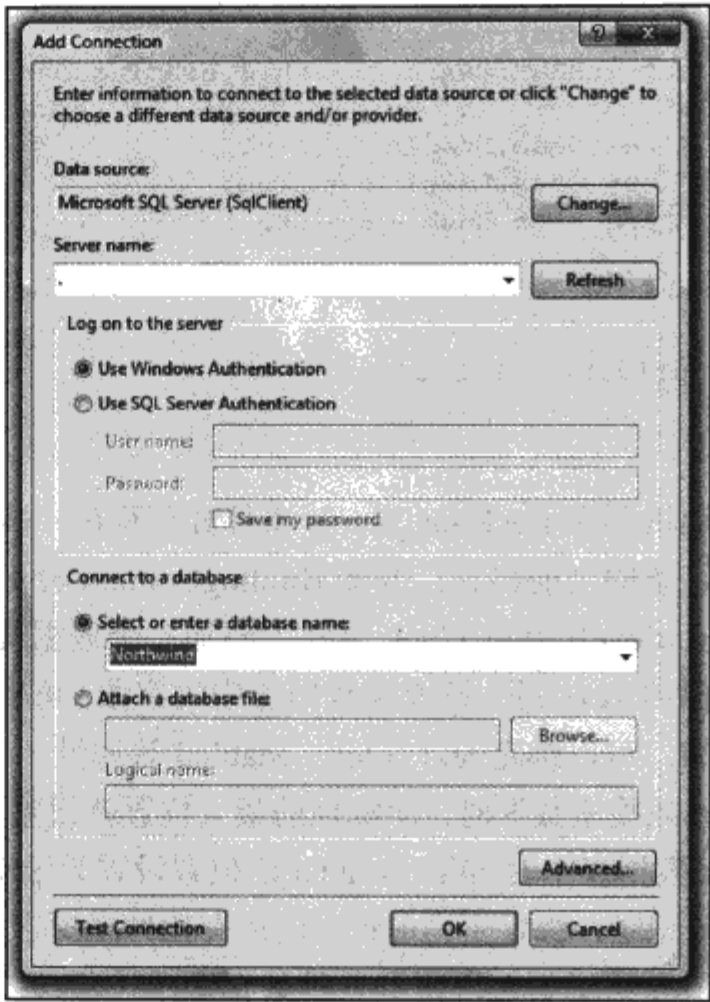 Add Connection
?
Enter information to connect to the selected data source or click "Change" to
choose a different data source and/or provider.
Data source:
Microsoft SQL Server (SqlClient)
Change...
Server name:
.
Refresh
Log on to the server
Use Windows Authentication
Use SQL Server Authentication
User name:
Password:
Save my password
Connect to a database
Select or enter a database name:
Northwind
Attach a database file:
Browse...
Logical name:
Advanced...
Test Connection
OK
Cancel